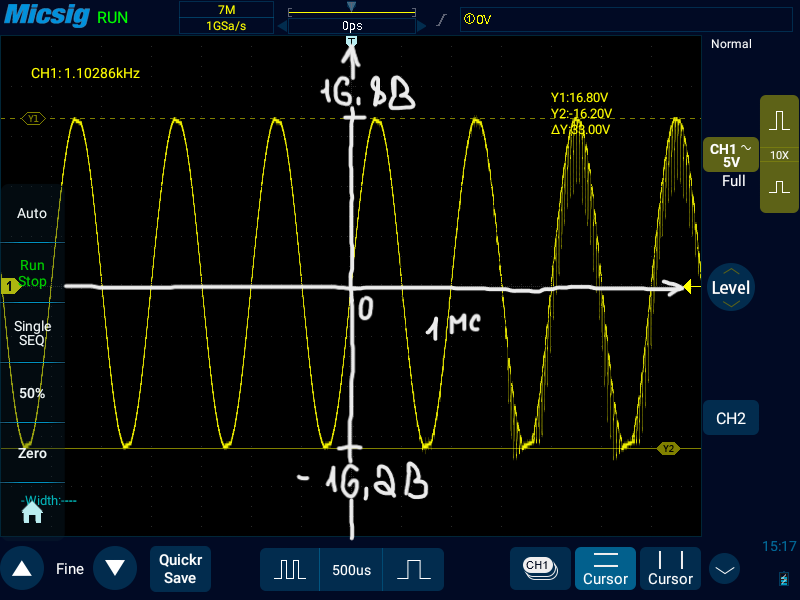 Micsig RUN
7M
1GSa/s
0ps
①0V
Normal
CH1: 1.10286kHz
16,8В
Y1:16.80V
Y2:-16.20V
ΔY:33.00V
Y1
CH1
5V
10X
Full
Auto
Run
Stop
1
Level
Single
SEQ
0
1 мс
50%
CH2
Zero
Y2
-16,2В
-Width:----
15:17
Fine
Quickr
Save
500us
CH1
Cursor
Cursor